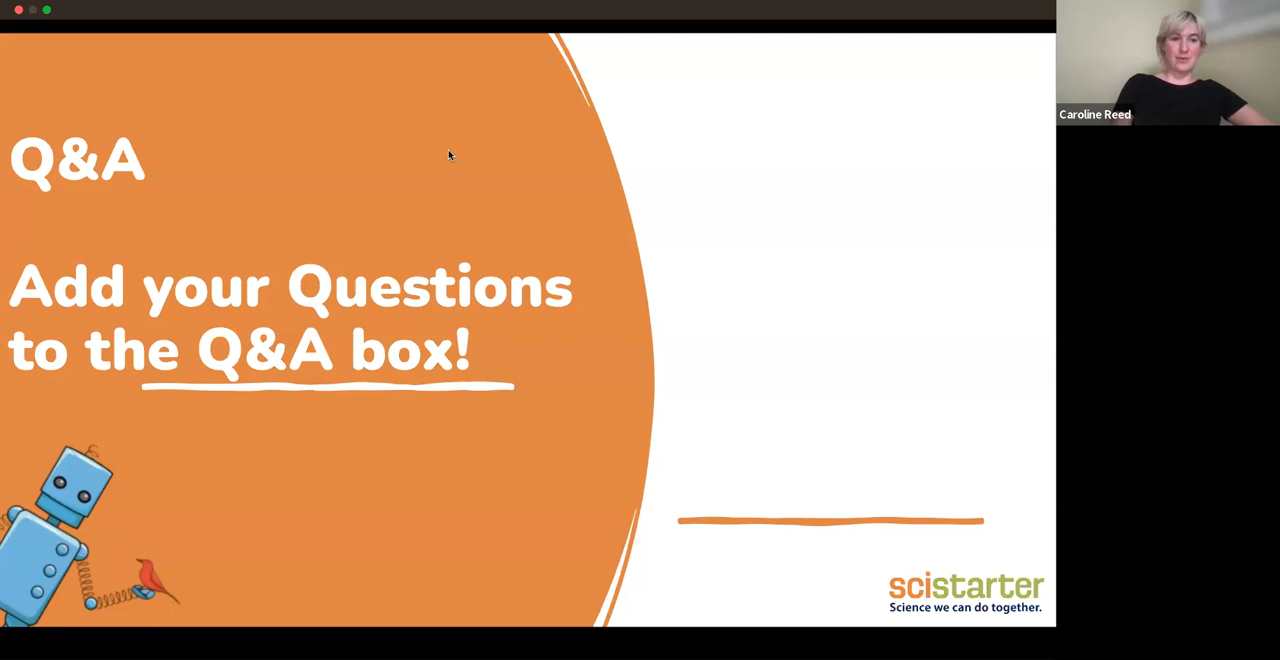 Q&A
Add your Questions
to the Q&A box!
Caroline Reed
scistarter
Science we can do together.